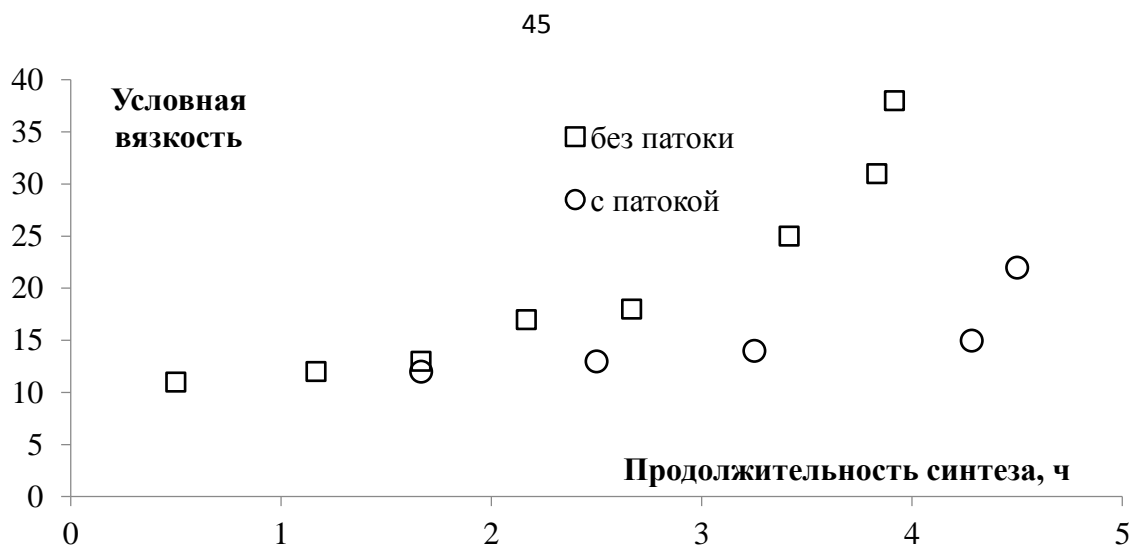 45
40
Условная
вязкость
35
без патоки
30
с патокой
25
20
15
10
5
Продолжительность синтеза, ч
0
0 1 2 3 4 5